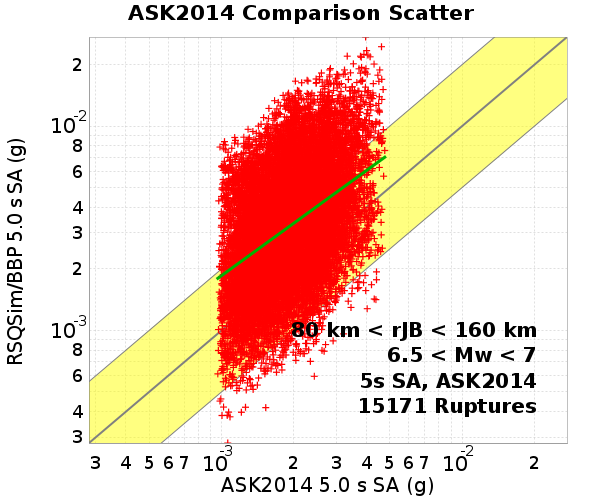 ASK2014 Comparison Scatter
RSQSim/BBP 5.0 s SA (g)
2
10-2
8
6
4
3
2
10-3
8
6
4
3
80 km < rJB < 160 km
6.5 < Mw < 7
5s SA, ASK2014
15171 Ruptures
3 4 5 6 7 10-3 2 3 4 5 6 7 10-2 2
ASK2014 5.0 s SA (g)